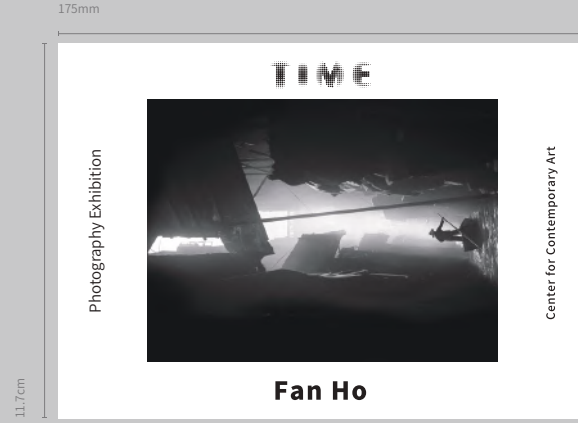 175mm
TIME
Photography Exhibition
Center for Contemporary Art
11.7cm
Fan Ho